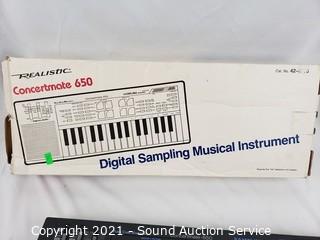 REALISTIC
Concertmate 650
Cat. No. 42-
Digital Sampling Musical Instrument
Copyright 2021 - Sound Auction Service